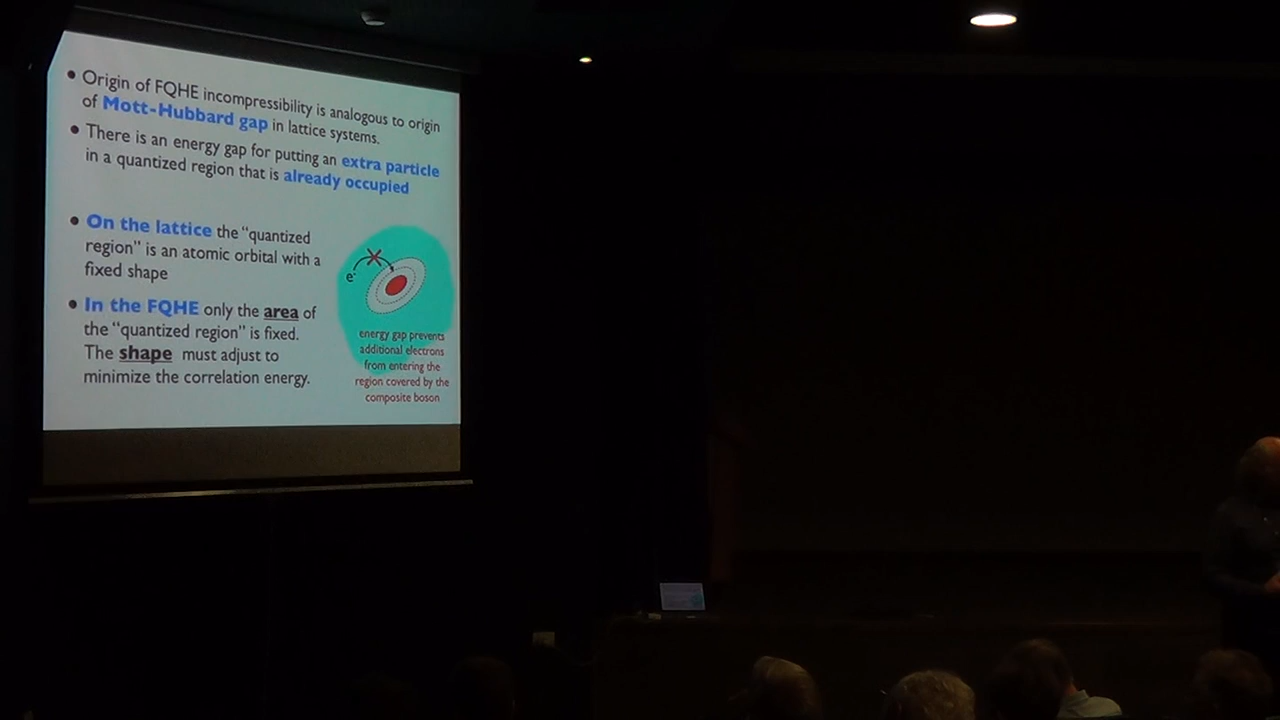 • Origin of FQHE incompressibility is analogous to origin
of Mott-Hubbard gap in lattice systems.
• There is an energy gap for putting an extra particle
in a quantized region that is already occupied
• On the lattice the “quantized
region” is an atomic orbital with a
fixed shape
• In the FQHE only the area of
the “quantized region” is fixed.
The shape must adjust to
minimize the correlation energy.
e-
energy gap prevents
additional electrons
from entering the
region covered by the
composite boson